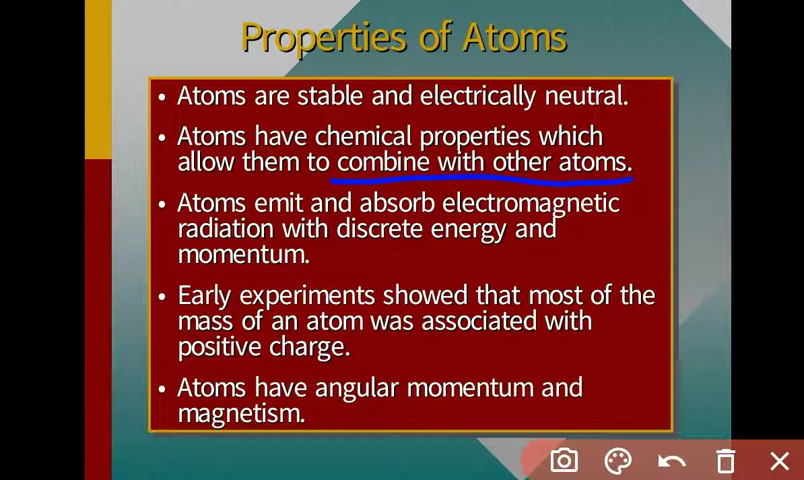 Properties of Atoms
• Atoms are stable and electrically neutral.
• Atoms have chemical properties which
allow them to combine with other atoms.
• Atoms emit and absorb electromagnetic
radiation with discrete energy and
momentum.
• Early experiments showed that most of the
mass of an atom was associated with
positive charge.
• Atoms have angular momentum and
magnetism.